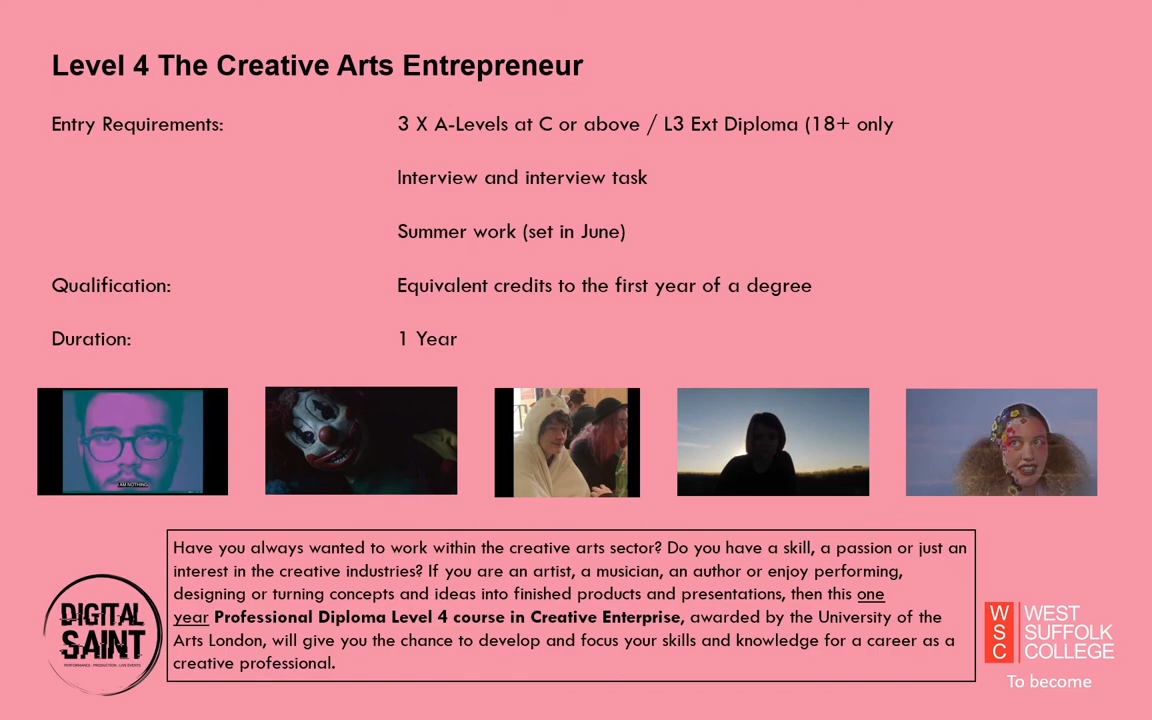 Level 4 The Creative Arts Entrepreneur
Entry Requirements: 3 X A-Levels at C or above / L3 Ext Diploma (18+ only
Interview and interview task
Summer work (set in June)
Qualification: Equivalent credits to the first year of a degree
Duration: 1 Year
I AM NOTHING
Have you always wanted to work within the creative arts sector? Do you have a skill, a passion or just an
interest in the creative industries? If you are an artist, a musician, an author or enjoy performing,
designing or turning concepts and ideas into finished products and presentations, then this one
year Professional Diploma Level 4 course in Creative Enterprise, awarded by the University of the
Arts London, will give you the chance to develop and focus your skills and knowledge for a career as a
creative professional.
DIGITAL
SAINT
PERFORMANCE : PRODUCTION : LIVE EVENTS
W WEST
S SUFFOLK
C COLLEGE
To become